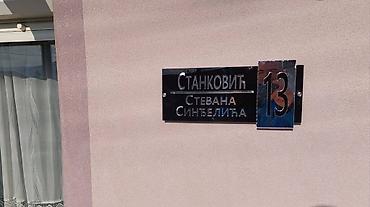 Станковић
Стевана
Синђелића
13